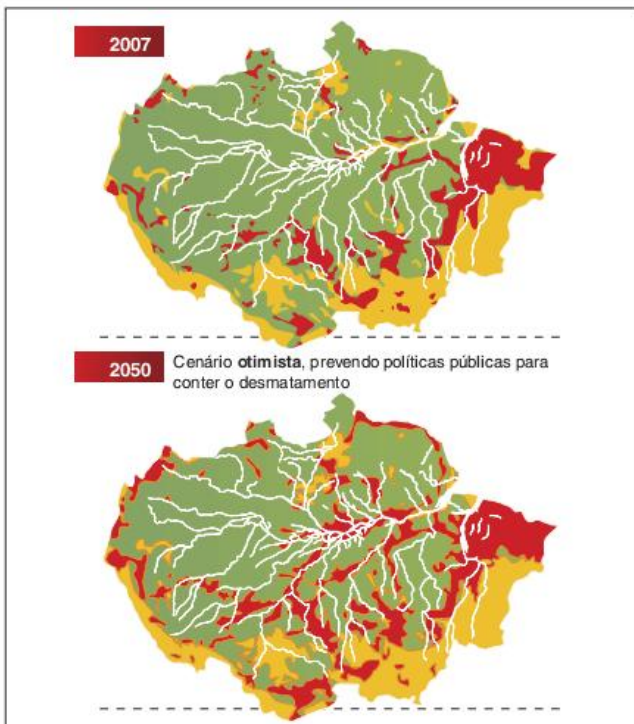 2007
2050
Cenário otimista, prevendo políticas públicas para
conter o desmatamento